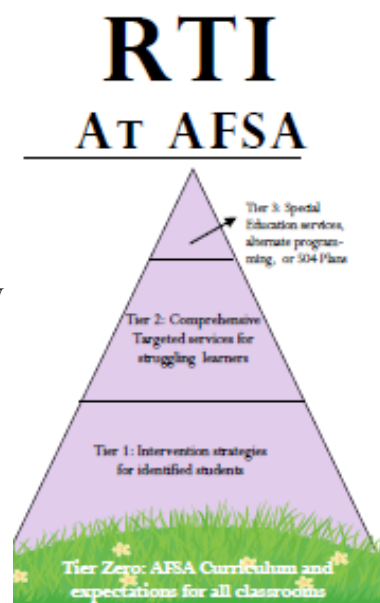 RTI
AT AFSA
Tier 3: Special
Education services,
alternate program-
ming, or 504 Plans
y
Tier 2: Comprehensive
Targeted services for
struggling learners
Tier 1: Intervention strategies
for identified students
Tier Zero: AFSA Curriculum and
expectations for all classrooms